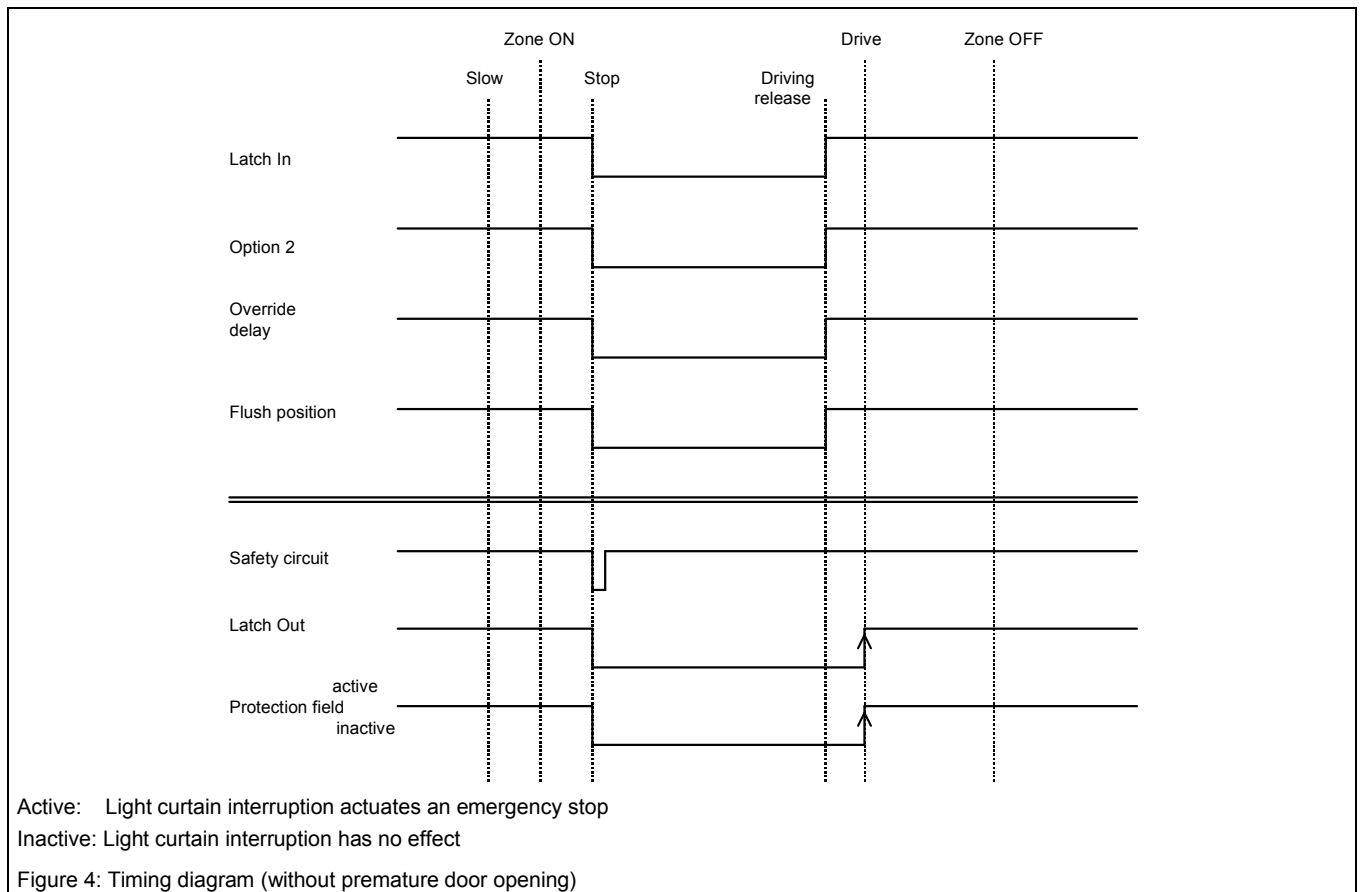 Zone ON
Drive
Zone OFF
Slow
Stop
Driving
release
Latch In
Option 2
Override
delay
Flush position
Safety circuit
Latch Out
active
Protection field
inactive
Active: Light curtain interruption actuates an emergency stop
Inactive: Light curtain interruption has no effect
Figure 4: Timing diagram (without premature door opening)